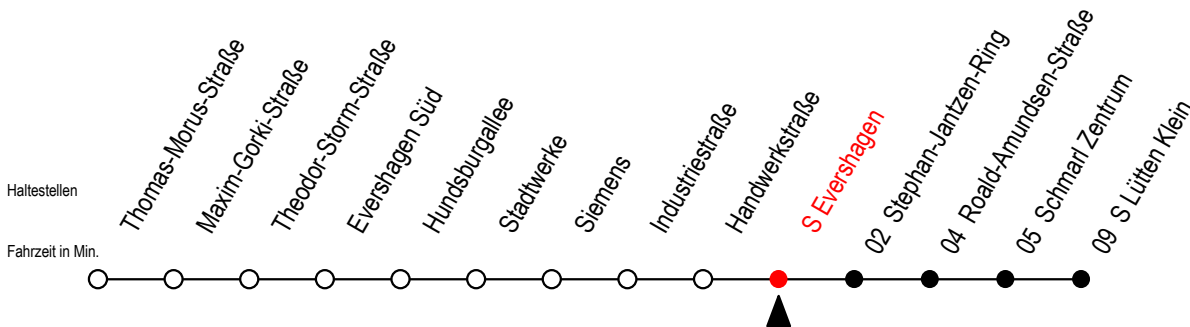 Haltestellen
Fahrzeit in Min.
Thomas-Morus-Straße
Maxim-Gorki-Straße
Theodor-Storm-Straße
Evershagen Süd
Hundsburgallee
Stadtwerke
Siemens
Industriestraße
Handwerkstraße
S Evershagen
02 Stephan-Jantzen-Ring
04 Roald-Amundsen-Straße
05 Schmarl Zentrum
09 S Lütten Klein